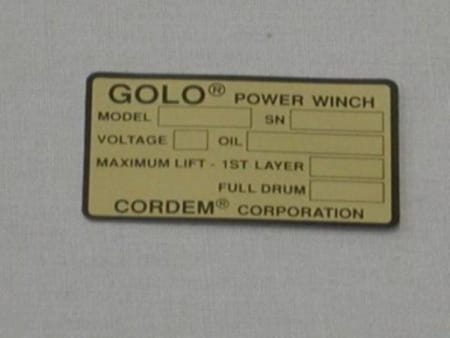 GOLO® POWER WINCH
MODEL SN
VOLTAGE OIL
MAXIMUM LIFT - 1ST LAYER
FULL DRUM
CORDEM® CORPORATION